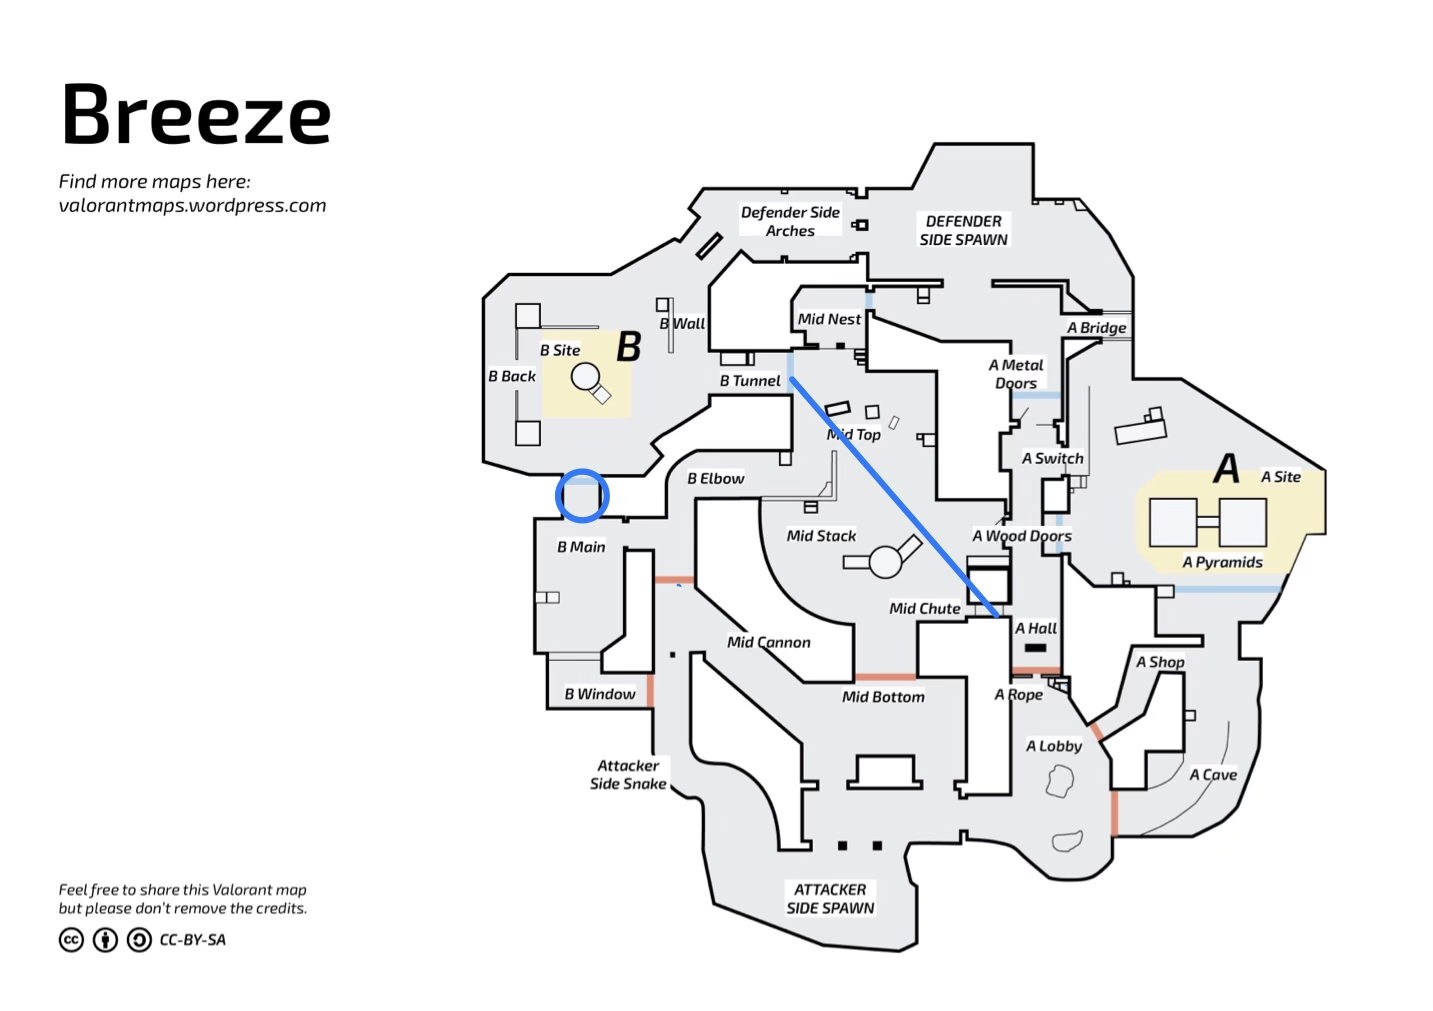 Breeze
Find more maps here:
valorantmaps.wordpress.com
Defender Side
Arches
DEFENDER
SIDE SPAWN
B Wall
Mid Nest
A Bridge
B Site
B
B Back
B Tunnel
A Metal
Doors
Mid Top
A Switch
A
A Site
B Elbow
Mid Stack
A Wood Doors
B Main
A Pyramids
Mid Chute
A Hall
Mid Cannon
A Shop
B Window
Mid Bottom
A Rope
A Lobby
Attacker
Side Snake
A Cave
ATTACKER
SIDE SPAWN
Feel free to share this Valorant map
but please don't remove the credits.
cc
CC-BY-SA